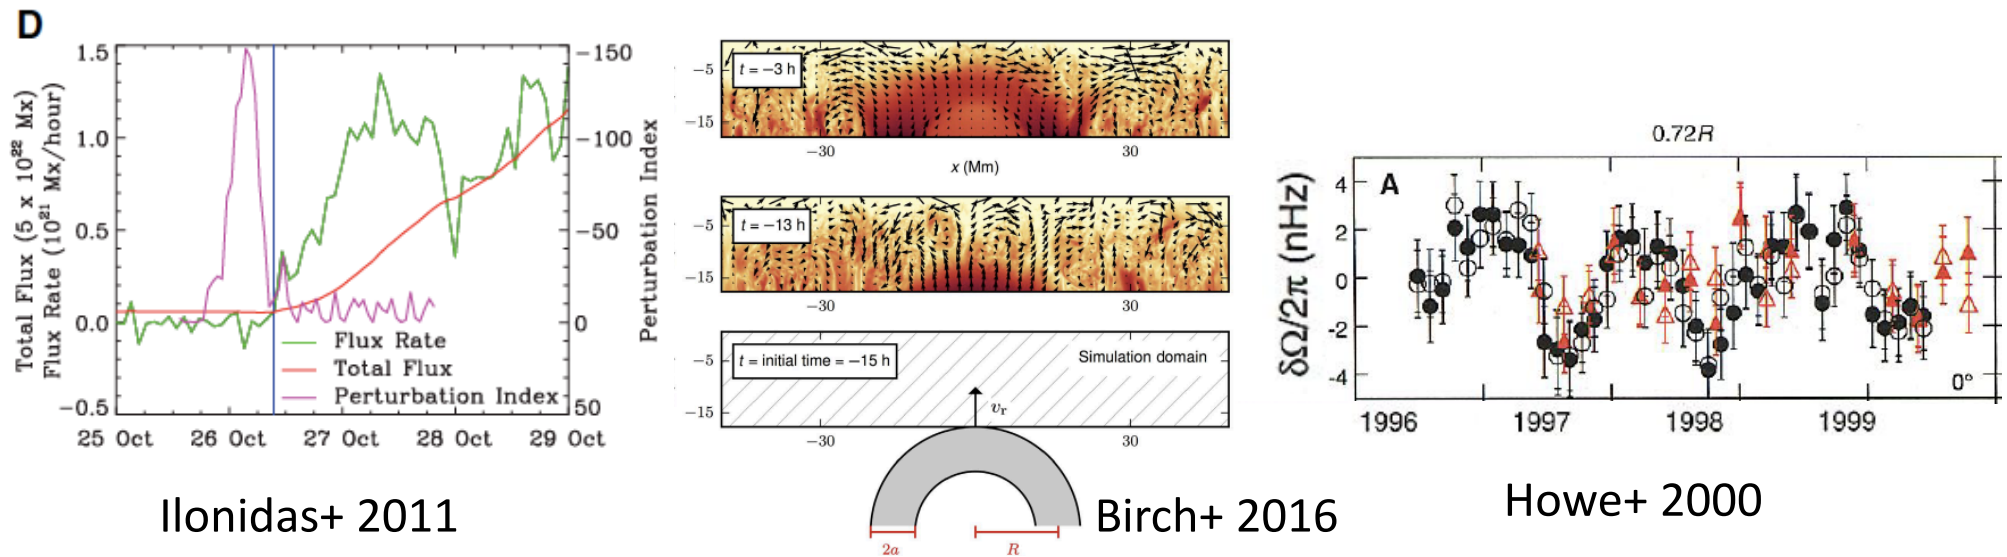 D
Total Flux (5 x 10²² Mx)
Flux Rate (10²¹ Mx/hour)
1.5
1.0
0.5
0.0
−0.5
−150
−100
−50
0
50
Perturbation Index
Flux Rate
Total Flux
Perturbation Index
25 Oct 26 Oct 27 Oct 28 Oct 29 Oct
Ilonidas+ 2011
t = −3 h
−5
−15
−30 30
x (Mm)
t = −13 h
−5
−15
−30 30
t = initial time = −15 h
Simulation domain
−5
−15
vr
−30 30
2a
R
Birch+ 2016
0.72R
A
δΩ/2π (nHz)
4
2
0
-2
-4
0°
1996 1997 1998 1999
Howe+ 2000